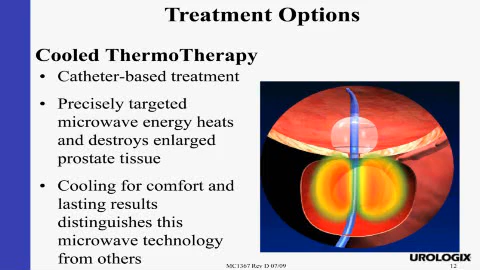 Treatment Options
Cooled ThermoTherapy
• Catheter-based treatment
• Precisely targeted
microwave energy heats
and destroys enlarged
prostate tissue
• Cooling for comfort and
lasting results
distinguishes this
microwave technology
from others
MC1367 Rev D 07/09
UROLOGIX
12